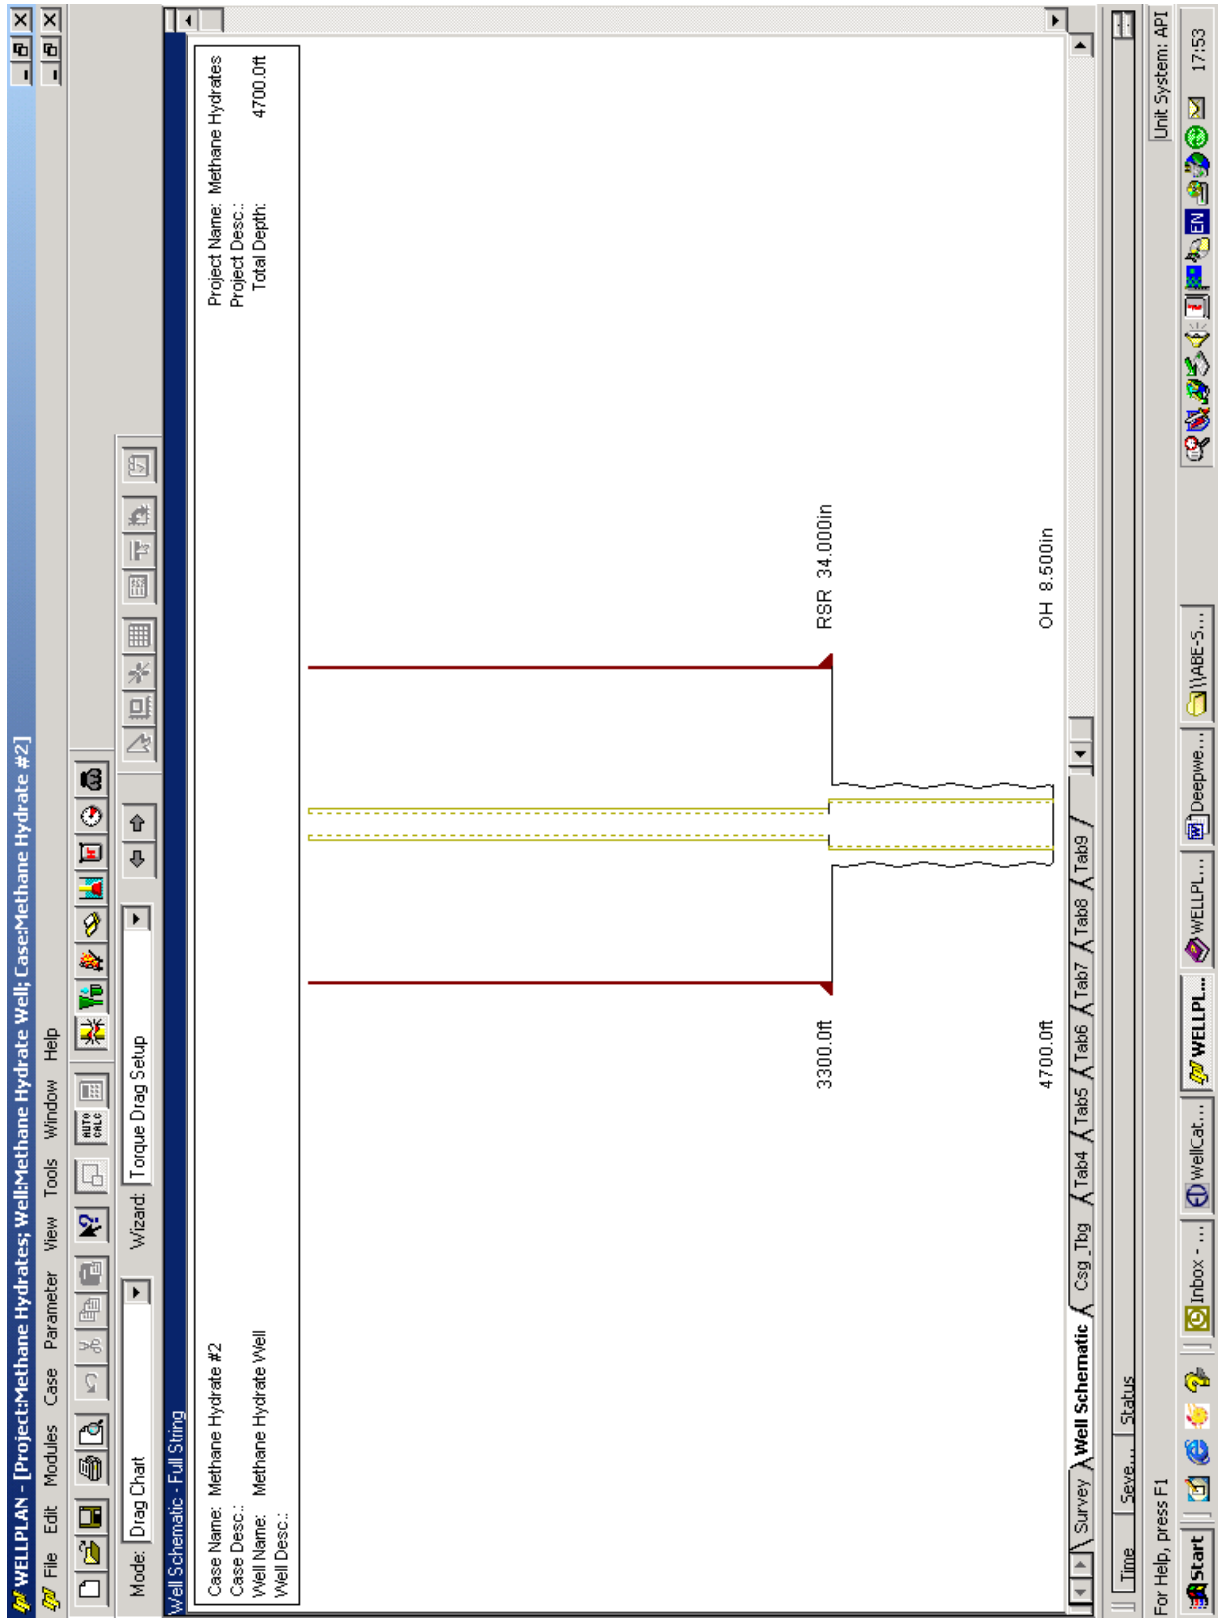 WELLPLAN - [Project:Methane Hydrates; Well:Methane Hydrate Well; Case:Methane Hydrate #2]
File Edit Modules Case Parameter View Tools Window Help
AUTO CALC
Mode: Drag Chart Wizard: Torque Drag Setup
Well Schematic - Full String
Case Name: Methane Hydrate #2 Project Name: Methane Hydrates
Case Desc.: Project Desc.:
Well Name: Methane Hydrate Well Total Depth: 4700.0ft
Well Desc.:
3300.0ft RSR 34.000in
4700.0ft OH 8.500in
Survey Well Schematic Csg_Tbg Tab4 Tab5 Tab6 Tab7 Tab8 Tab9
Time Seve... Status
For Help, press F1 Unit System: API
Start Inbox - ... WellCat... WELLPL... WELLPL... Deepwe... \\ABE-S... EN 17:53